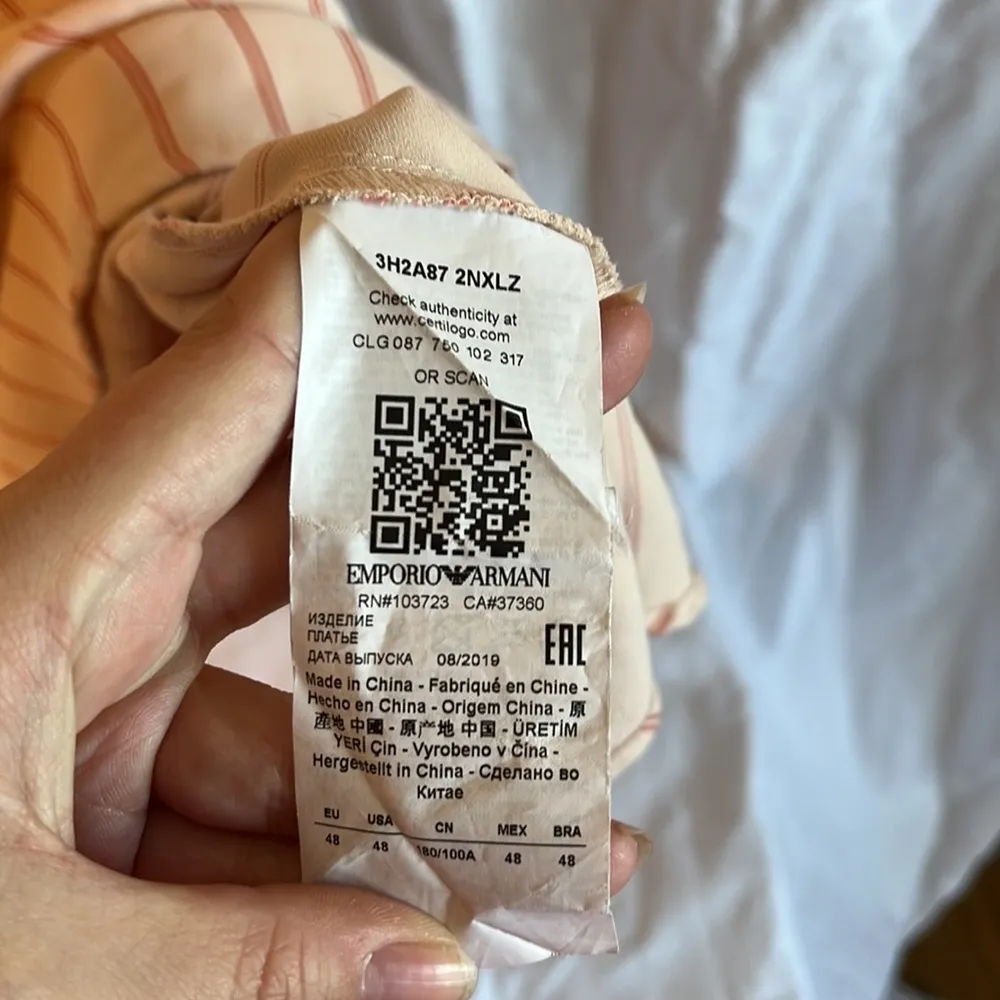 3H2A87 2NXLZ
Check authenticity at
www.certilogo.com
CLG 087 750 102 317
OR SCAN
EMPORIO ARMANI
RN#103723 CA#37360
ИЗДЕЛИЕ
ПЛАТЬЕ
ДАТА ВЫПУСКА 08/2019
EAC
Made in China - Fabriqué en Chine -
Hecho en China - Origem China - 原
產地 中國 - 原产地 中国 - ÜRETİM
YERİ Çin - Vyrobeno v Čína -
Hergestellt in China - Сделано во
Китае
EU USA CN MEX BRA
48 48 180/100A 48 48